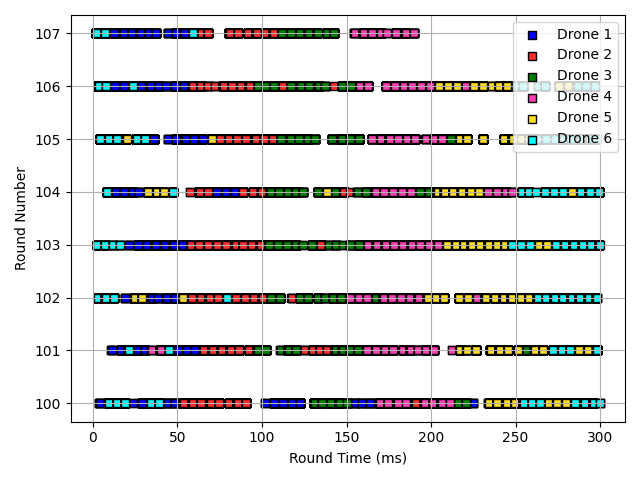 107
106
105
104
103
102
101
100
Round Number
0 50 100 150 200 250 300
Round Time (ms)
Drone 1
Drone 2
Drone 3
Drone 4
Drone 5
Drone 6